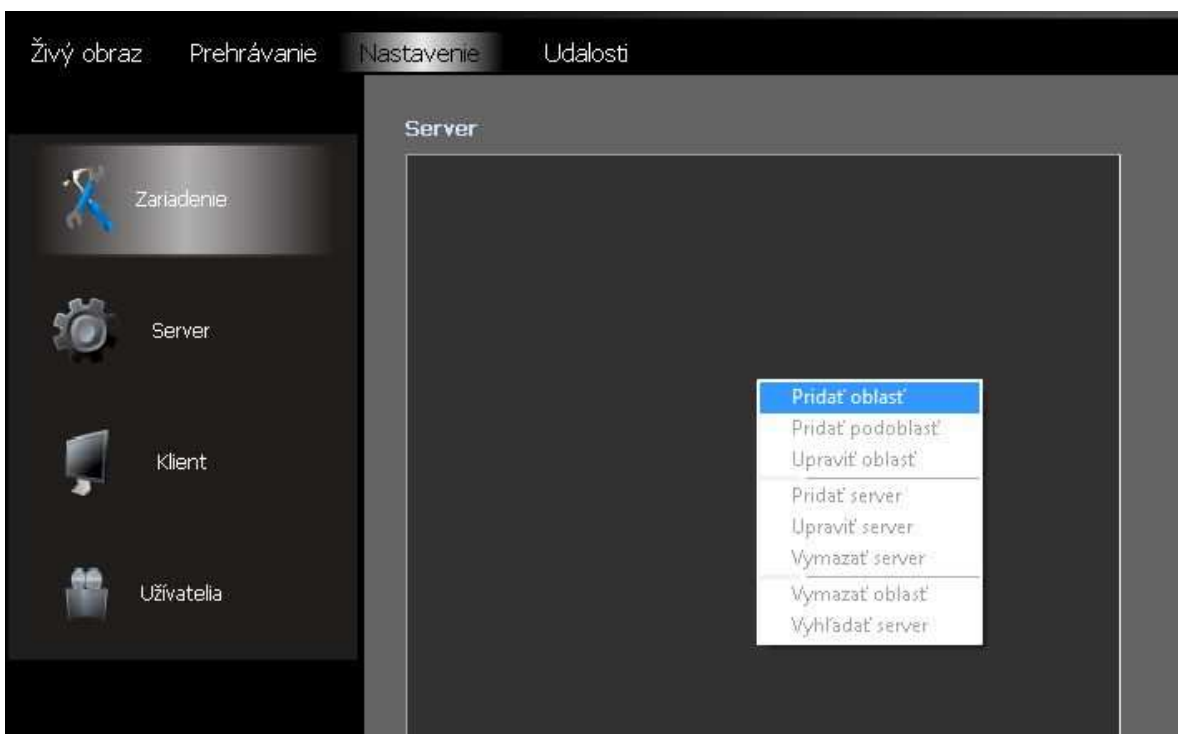 Živý obraz Prehrávanie Nastavenie Udalosti
Server
Zariadenie
Server
Klient
Užívatelia
Pridať oblasť
Pridať podoblasť
Upraviť oblasť
Pridať server
Upraviť server
Vymazať server
Vymazať oblasť
Vyhľadať server